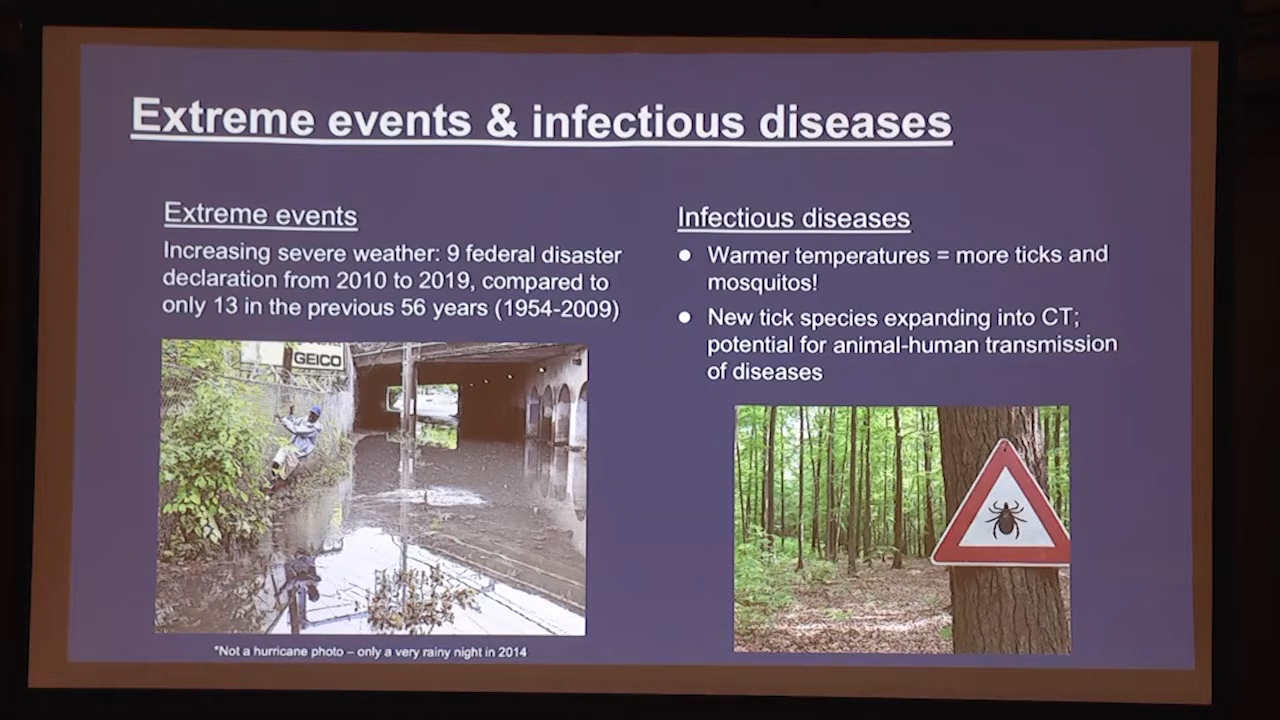 Extreme events & infectious diseases
Extreme events
Increasing severe weather: 9 federal disaster
declaration from 2010 to 2019, compared to
only 13 in the previous 56 years (1954-2009)
GEICO
*Not a hurricane photo – only a very rainy night in 2014
Infectious diseases
● Warmer temperatures = more ticks and
mosquitos!
● New tick species expanding into CT;
potential for animal-human transmission
of diseases